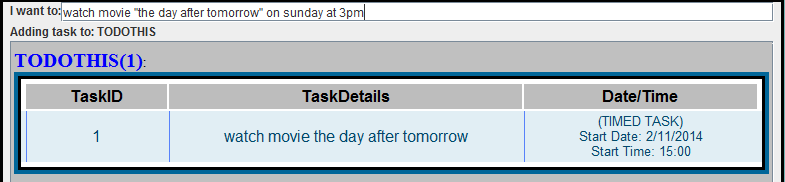 I want to: watch movie "the day after tomorrow" on sunday at 3pm
Adding task to: TODOTHIS
TODOTHIS(1):
TaskID TaskDetails Date/Time
1 watch movie the day after tomorrow (TIMED TASK)
Start Date: 2/11/2014
Start Time: 15:00